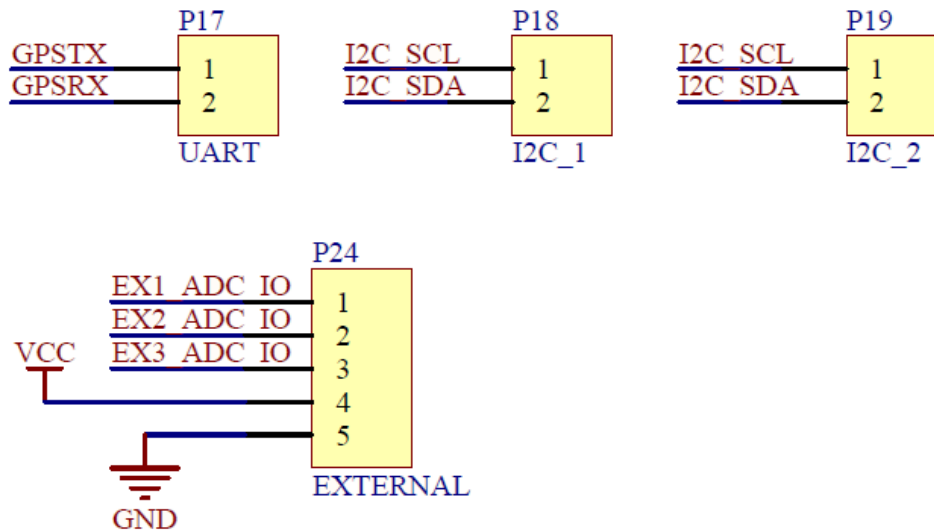 P17
GPSTX 1
GPSRX 2
UART
P18
I2C_SCL 1
I2C_SDA 2
I2C_1
P19
I2C_SCL 1
I2C_SDA 2
I2C_2
P24
EX1_ADC_IO 1
EX2_ADC_IO 2
EX3_ADC_IO 3
VCC 4
5
GND
EXTERNAL